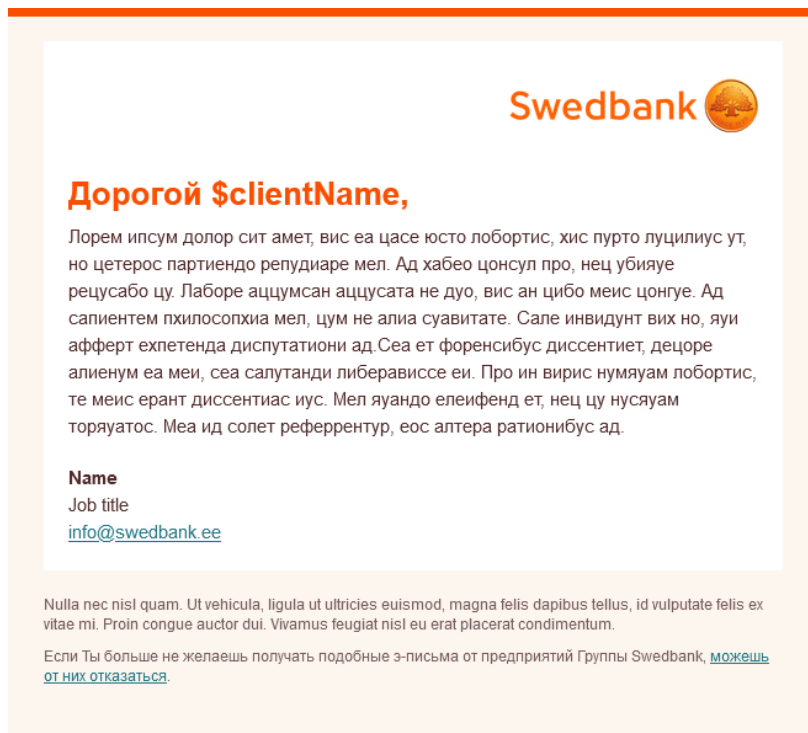 Swedbank
Дорогой $clientName,
Лорем ипсум долор сит амет, вис еа цасе юсто лобортис, хис пурто луцилиус ут,
но цетерос партиендо репудиаре мел. Ад хабео цонсул про, нец убияуе
рецусабо цу. Лаборе аццумсан аццусата не дуо, вис ан цибо меис цонгуе. Ад
сапиентем пхилосопхиа мел, цум не алиа суавитате. Сале инвидунт вих но, яуи
афферт ехпетенда диспутатиони ад.Сеа ет форенсибус диссентиет, децоре
алиенум еа меи, сеа салутанди либерависсе еи. Про ин вирис нумяуам лобортис,
те меис ерант диссентиас иус. Мел яуандо елеифенд ет, нец цу нусяуам
торяуатос. Меа ид солет реферрентур, еос алтера ратионибус ад.
Name
Job title
info@swedbank.ee
Nulla nec nisl quam. Ut vehicula, ligula ut ultricies euismod, magna felis dapibus tellus, id vulputate felis ex
vitae mi. Proin congue auctor dui. Vivamus feugiat nisl eu erat placerat condimentum.
Если Ты больше не желаешь получать подобные э-письма от предприятий Группы Swedbank, можешь
от них отказаться.